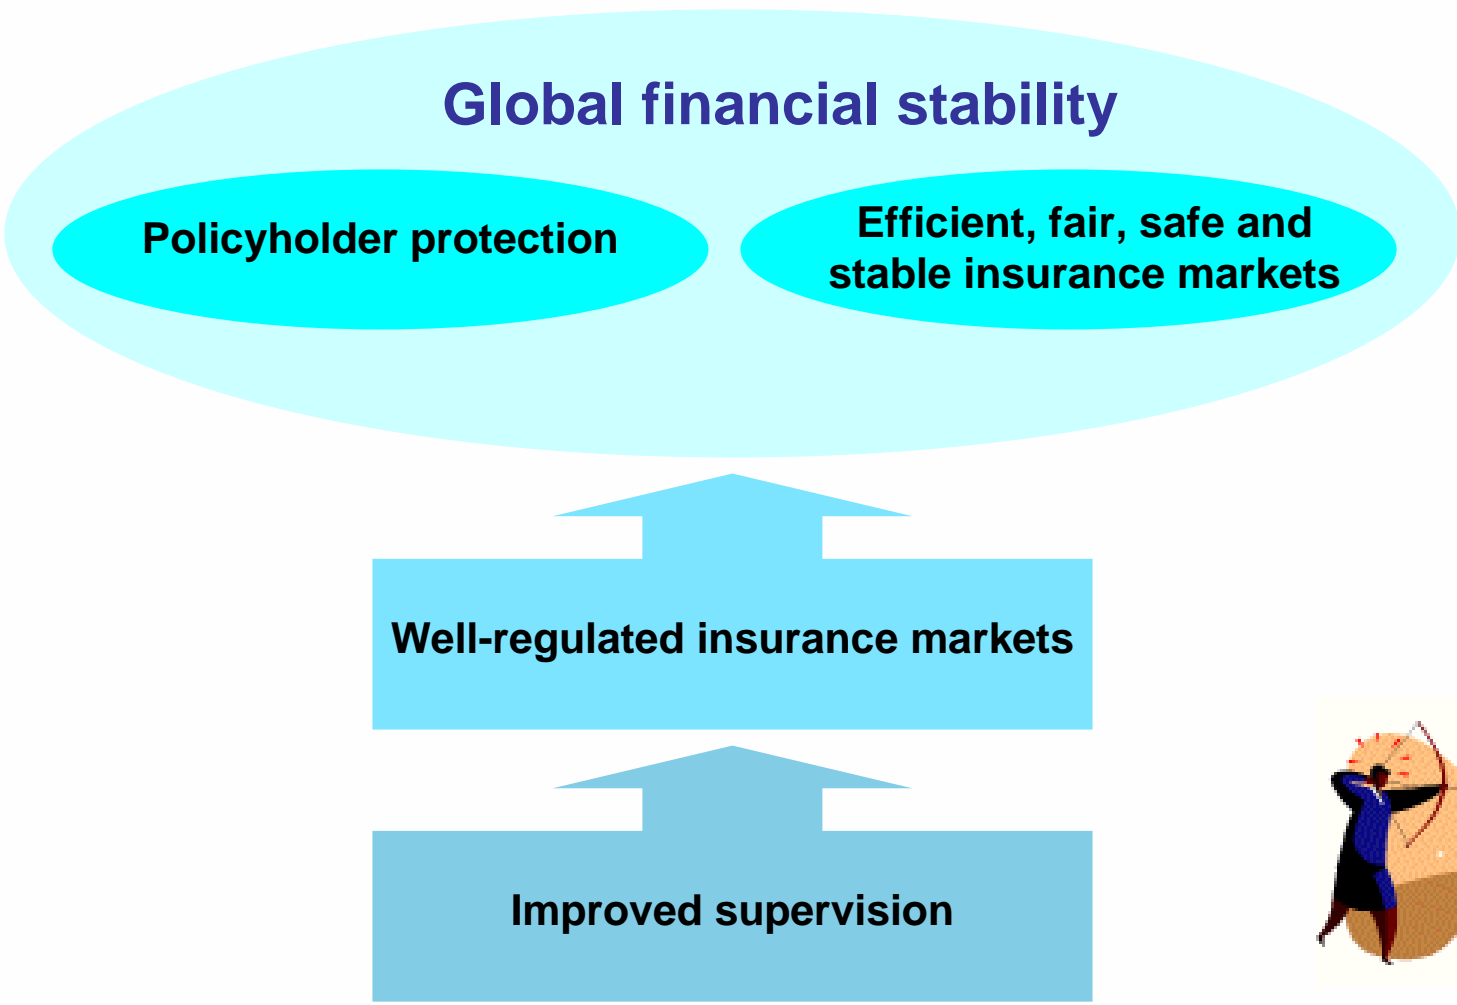 Global financial stability
Policyholder protection
Efficient, fair, safe and
stable insurance markets
Well-regulated insurance markets
Improved supervision